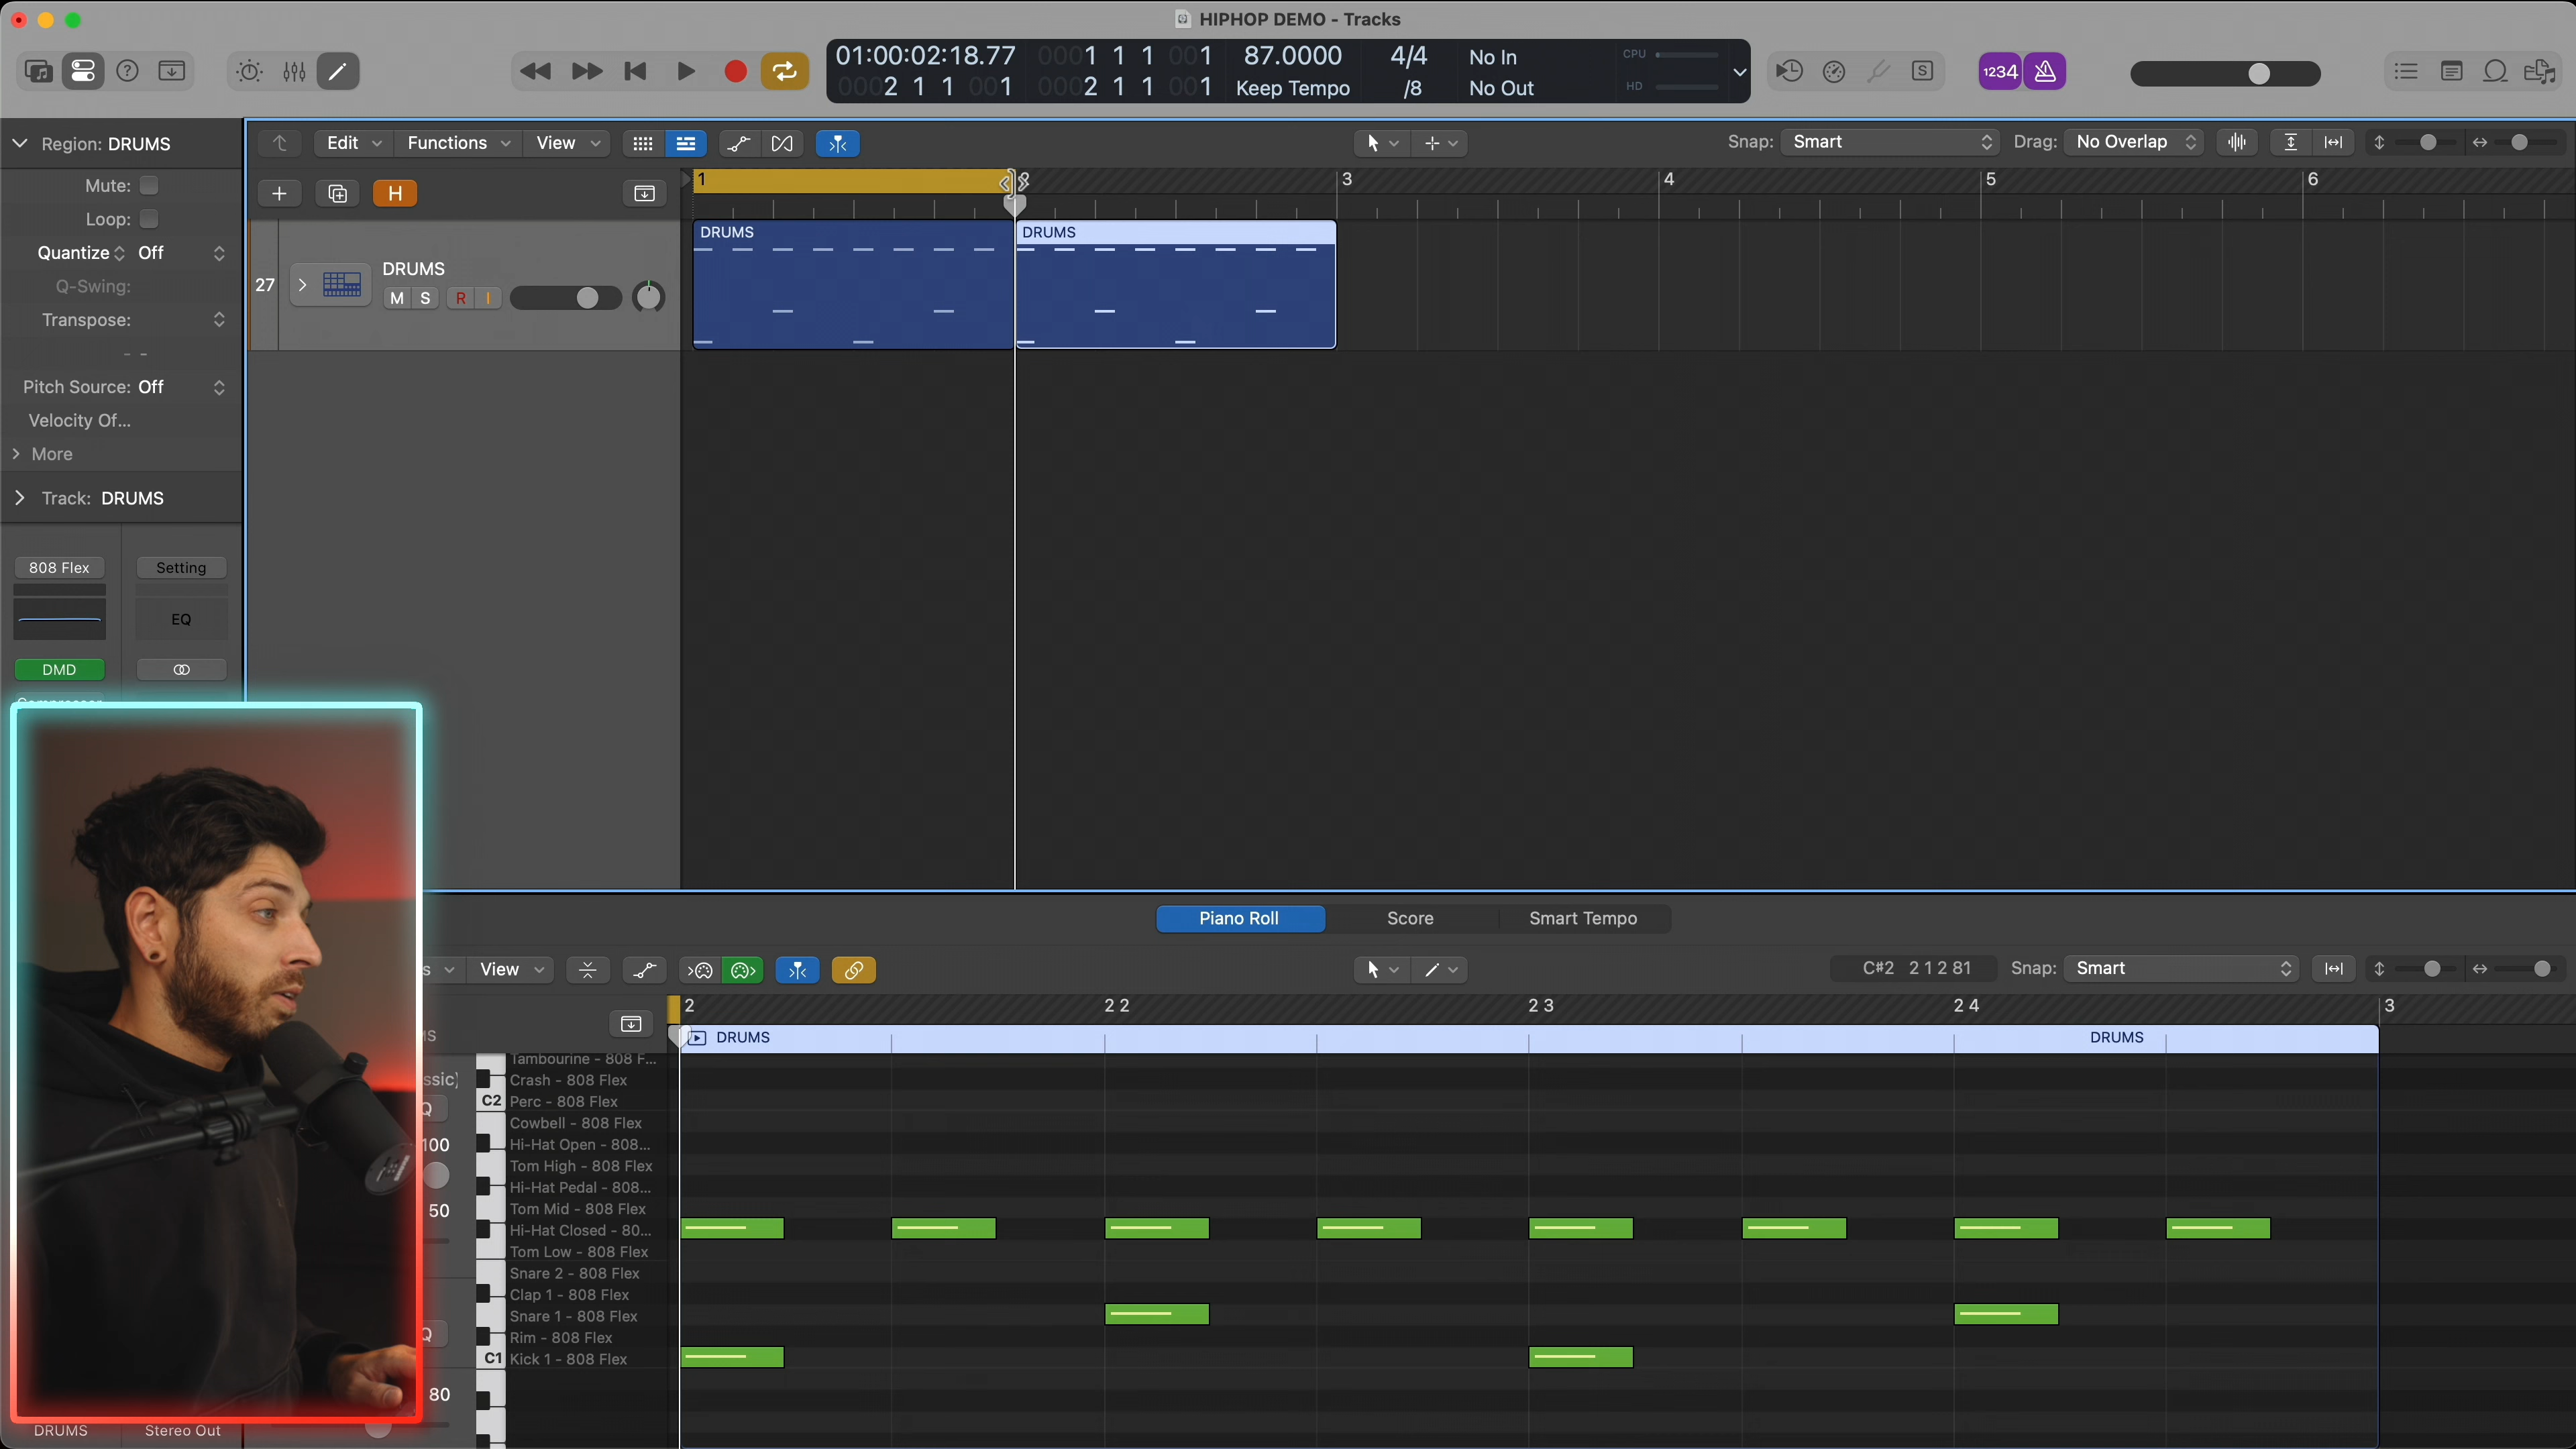 HIPHOP DEMO - Tracks
01:00:02:18.77 0001 1 1 001 87.0000 4/4 No In CPU
0002 1 1 001 0002 1 1 001 Keep Tempo /8 No Out HD
1234
S
Region: DRUMS
Edit Functions View
Snap: Smart Drag: No Overlap
Mute:
Loop:
Quantize Off
Q-Swing:
Transpose:
- -
Pitch Source: Off
Velocity Of...
More
Track: DRUMS
H
1 2 3 4 5 6
27
DRUMS
M S R I
DRUMS
DRUMS
808 Flex Setting
EQ
DMD
Piano Roll Score Smart Tempo
s View
C#2 2 1 2 81 Snap: Smart
2 2 2 2 3 2 4 3
DRUMS DRUMS
Tambourine - 808 F...
Crash - 808 Flex
C2 Perc - 808 Flex
Cowbell - 808 Flex
Hi-Hat Open - 808...
Tom High - 808 Flex
Hi-Hat Pedal - 808...
Tom Mid - 808 Flex
Hi-Hat Closed - 80...
Tom Low - 808 Flex
Snare 2 - 808 Flex
Clap 1 - 808 Flex
Snare 1 - 808 Flex
Rim - 808 Flex
C1 Kick 1 - 808 Flex
ssic)
Q
100
50
Q
80
DRUMS Stereo Out